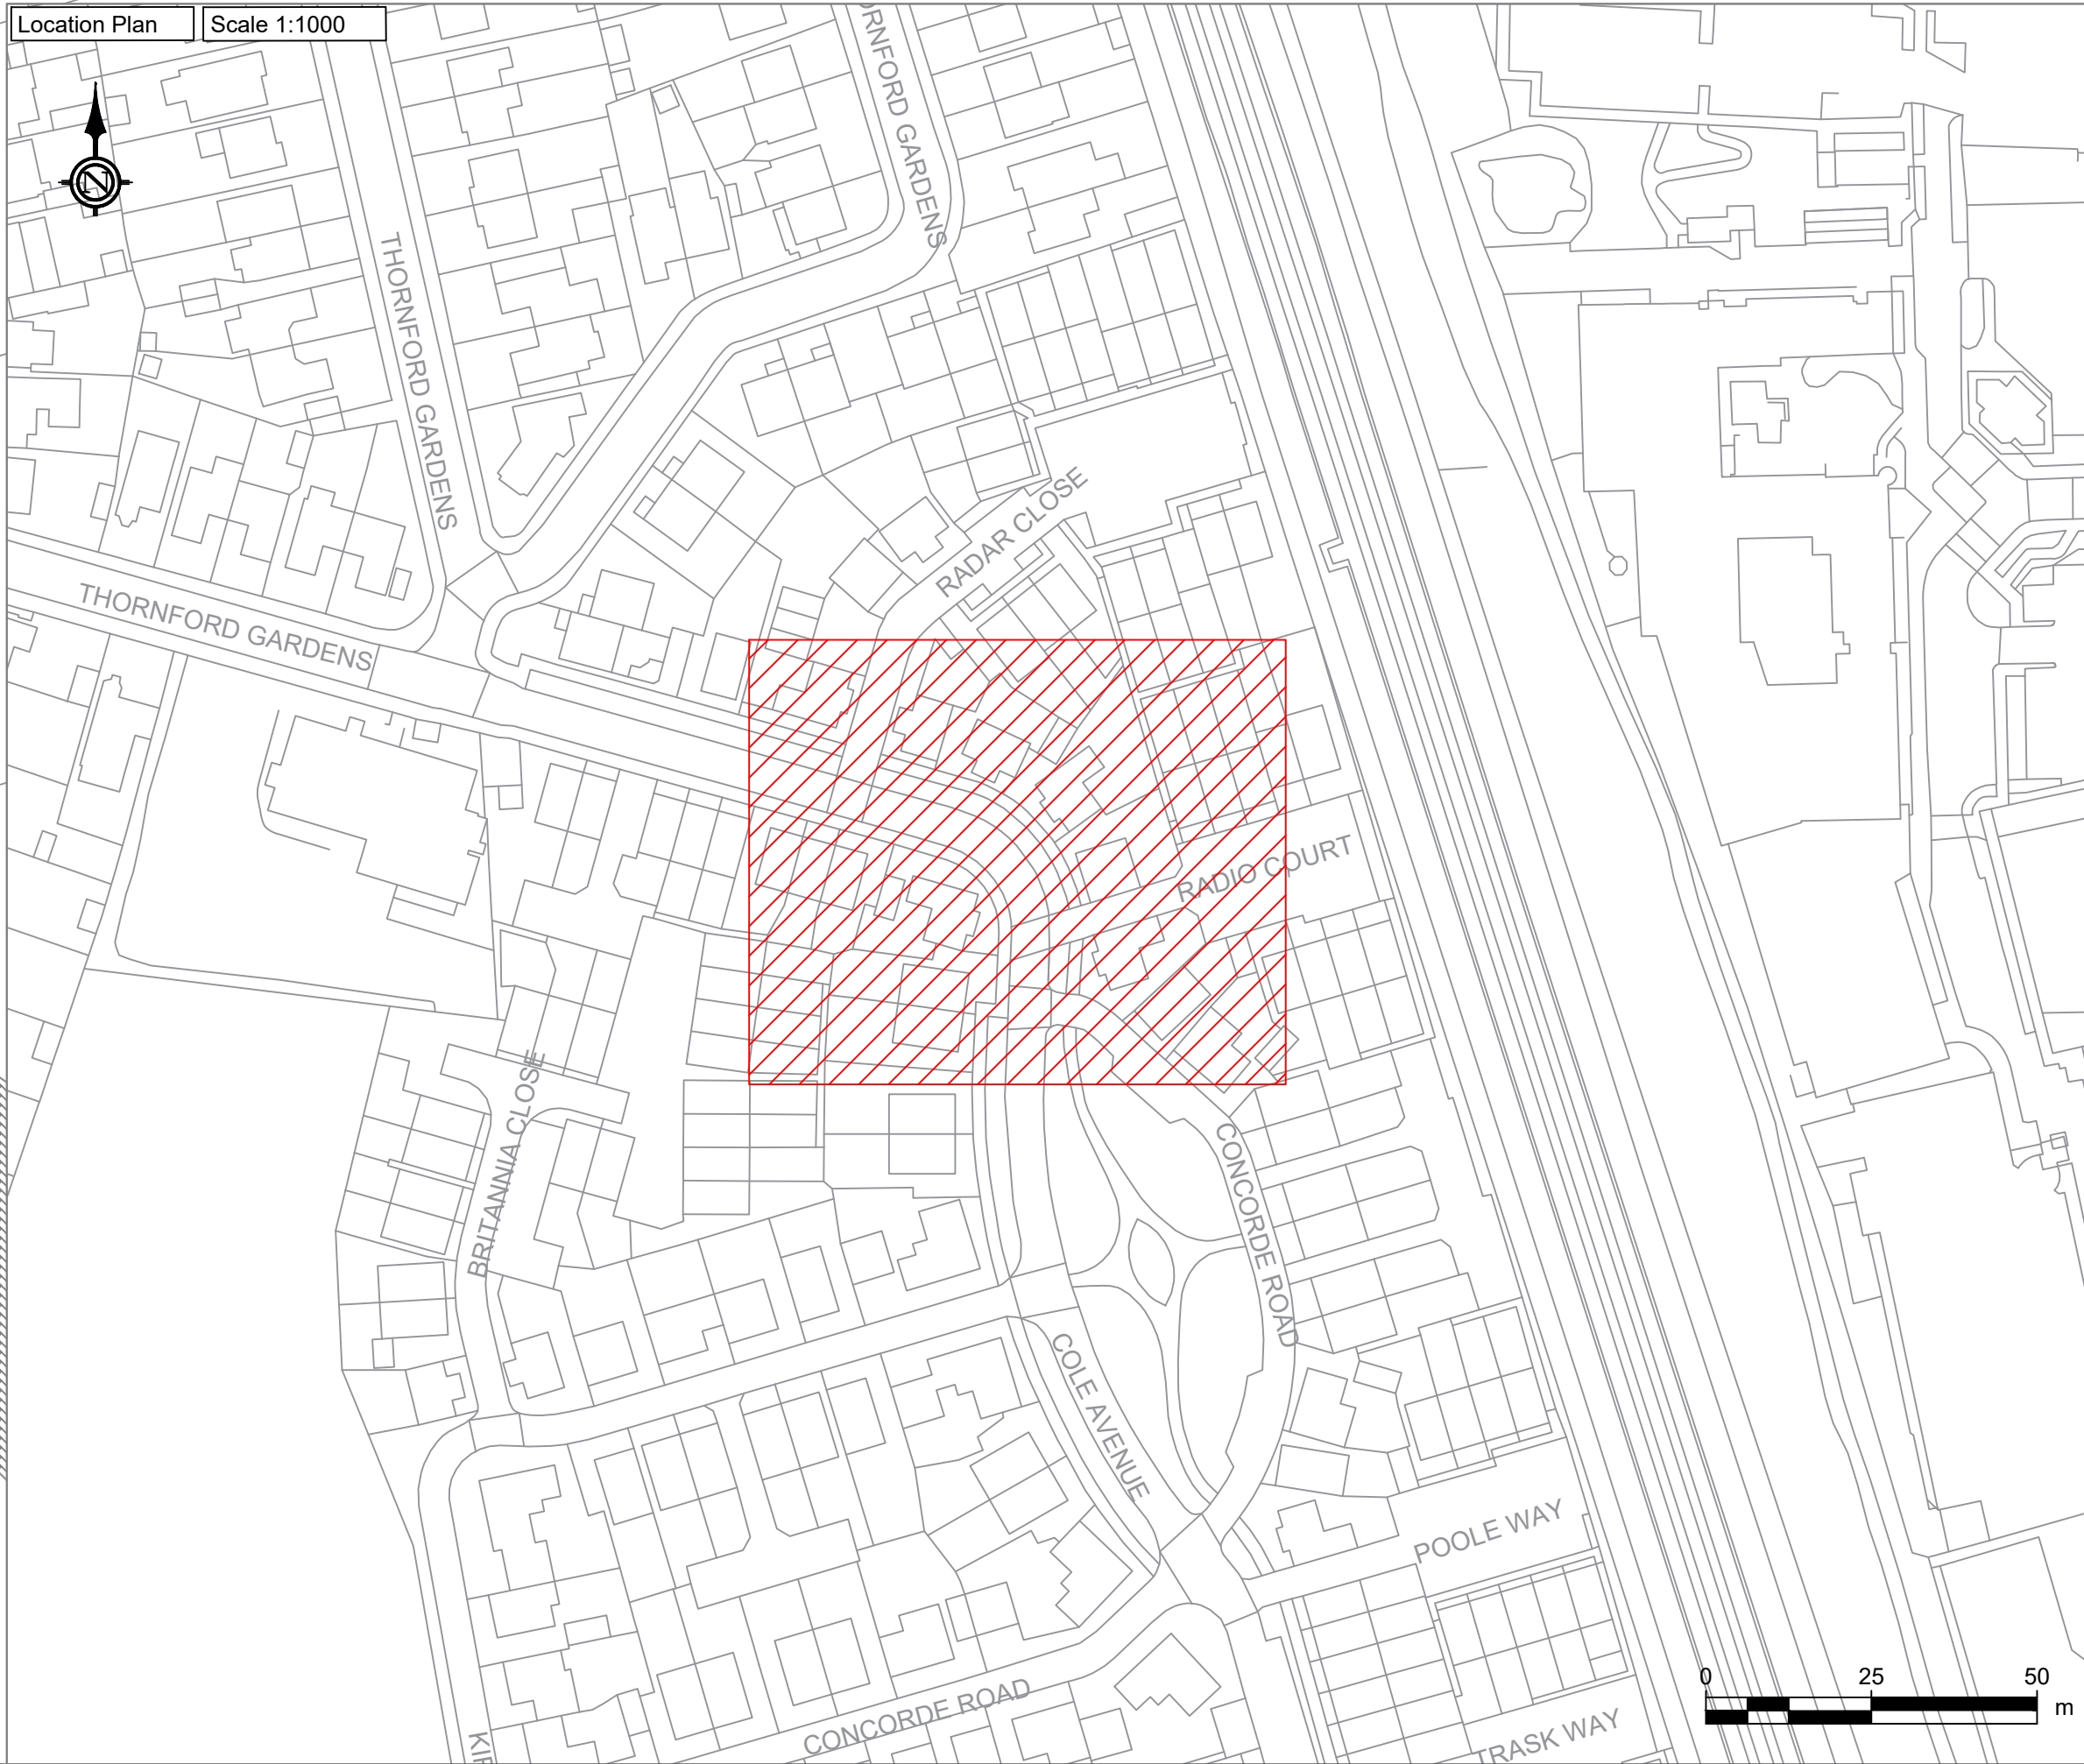 Location Plan
Scale 1:1000
ORNFORD GARDENS
N
THORNFORD GARDENS
RADAR CLOSE
THORNFORD GARDENS
RADIO COURT
BRITANNIA CLOSE
CONCORDE ROAD
COLE AVENUE
POOLE WAY
0 25 50
m
CONCORDE ROAD
TRASK WAY